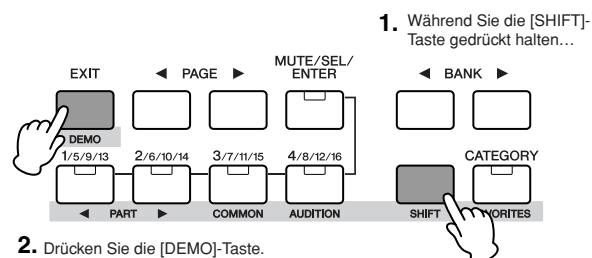 1. Während Sie die [SHIFT]-
Taste gedrückt halten…
EXIT ◄ PAGE ► MUTE/SEL/
ENTER ◄ BANK ►
DEMO
1/5/9/13 2/6/10/14 3/7/11/15 4/8/12/16 CATEGORY
◄ PART ► COMMON AUDITION SHIFT VORITES
2. Drücken Sie die [DEMO]-Taste.